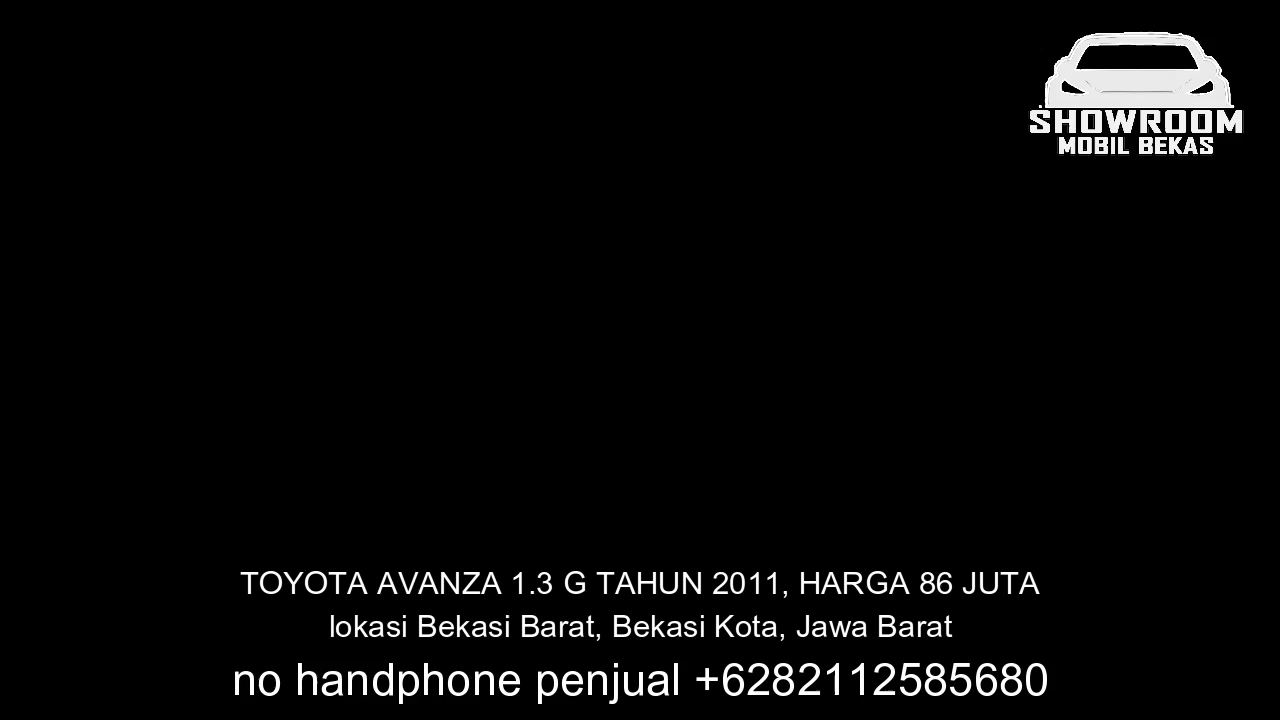 SHOWROOM
MOBIL BEKAS
TOYOTA AVANZA 1.3 G TAHUN 2011, HARGA 86 JUTA
lokasi Bekasi Barat, Bekasi Kota, Jawa Barat
no handphone penjual +6282112585680